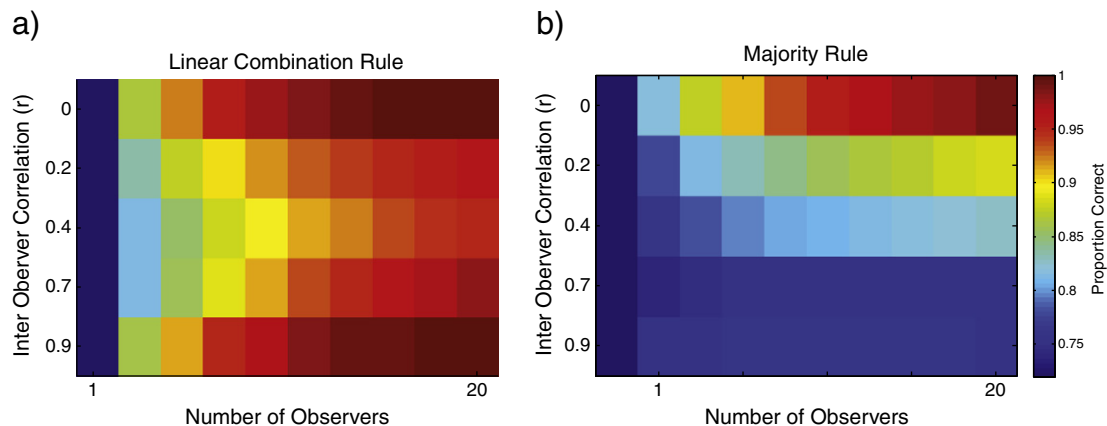 a)
Linear Combination Rule
Inter Observer Correlation (r)
0
0.2
0.4
0.7
0.9
1
20
Number of Observers
b)
Majority Rule
Inter Oberver Correlation (r)
0
0.2
0.4
0.7
0.9
1
20
Number of Observers
1
0.95
0.9
0.85
0.8
0.75
Proportion Correct